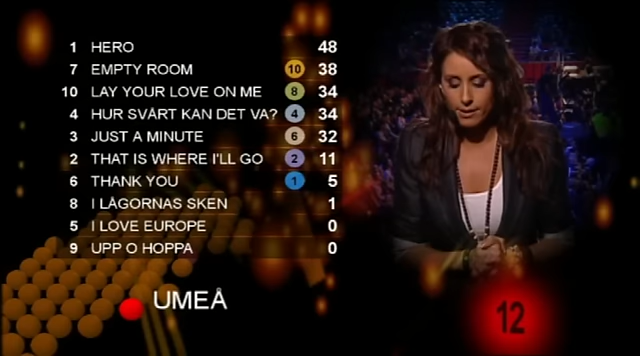 1 HERO 48
7 EMPTY ROOM 10 38
10 LAY YOUR LOVE ON ME 8 34
4 HUR SVÅRT KAN DET VA? 4 34
3 JUST A MINUTE 6 32
2 THAT IS WHERE I'LL GO 2 11
6 THANK YOU 1 5
8 I LÅGORNAS SKEN 1
5 I LOVE EUROPE 0
9 UPP O HOPPA 0
UMEÅ
12